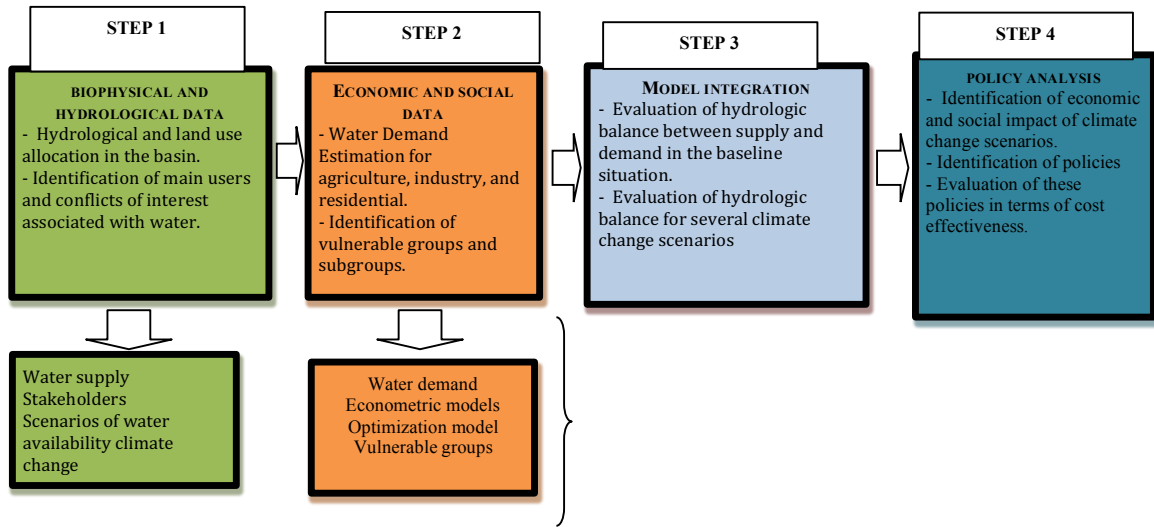 STEP 1
BIOPHYSICAL AND
HYDROLOGICAL DATA
- Hydrological and land use
allocation in the basin.
- Identification of main users
and conflicts of interest
associated with water.
STEP 2
ECONOMIC AND SOCIAL
DATA
- Water Demand
Estimation for
agriculture, industry, and
residential.
- Identification of
vulnerable groups and
subgroups.
STEP 3
MODEL INTEGRATION
- Evaluation of hydrologic
balance between supply and
demand in the baseline
situation.
- Evaluation of hydrologic
balance for several climate
change scenarios
STEP 4
POLICY ANALYSIS
- Identification of economic
and social impact of climate
change scenarios.
- Identification of policies
- Evaluation of these
policies in terms of cost
effectiveness.
Water supply
Stakeholders
Scenarios of water
availability climate
change
Water demand
Econometric models
Optimization model
Vulnerable groups